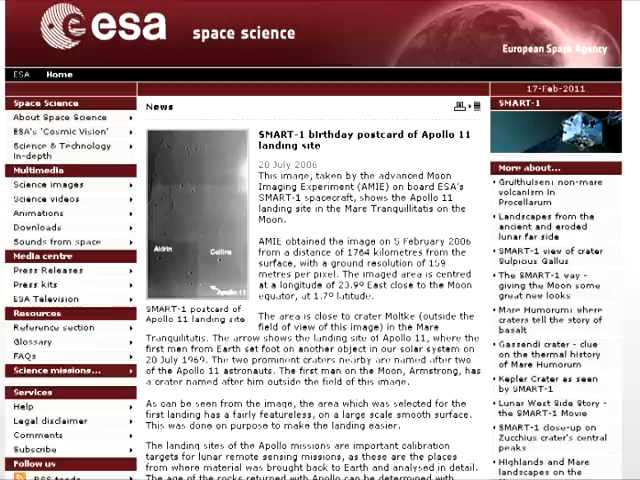 esa space science
European Space Agency
ESA Home
17-Feb-2011
Space Science
About Space Science
ESA's 'Cosmic Vision'
Science & Technology
In-depth
Multimedia
Science images
Science videos
Animations
Downloads
Sounds from space
Media centre
Press Releases
Press kits
ESA Television
Resources
Reference section
Glossary
FAQs
Science missions...
Services
Help
Legal disclaimer
Comments
Subscribe
Follow us
RSS feeds
News
Aldrin
Collins
Apollo 11
SMART-1 postcard of
Apollo 11 landing site
SMART-1 birthday postcard of Apollo 11
landing site
20 July 2006
This image, taken by the advanced Moon
Imaging Experiment (AMIE) on board ESA's
SMART-1 spacecraft, shows the Apollo 11
landing site in the Mare Tranquillitatis on the
Moon.
AMIE obtained the image on 5 February 2006
from a distance of 1764 kilometres from the
surface, with a ground resolution of 159
metres per pixel. The imaged area is centred
at a longitude of 23.9º East close to the Moon
equator, at 1.7º latitude.
The area is close to crater Moltke (outside the
field of view of this image) in the Mare
Tranquilitatis. The arrow shows the landing site of Apollo 11, where the
first men from Earth set foot on another object in our solar system on
20 July 1969. The two prominent craters nearby are named after two
of the Apollo 11 astronauts. The first man on the Moon, Armstrong, has
a crater named after him outside the field of this image.
As can be seen from the image, the area which was selected for the
first landing has a fairly featureless, on a large scale smooth surface.
This was done on purpose to make the landing easier.
The landing sites of the Apollo missions are important calibration
targets for lunar remote sensing missions, as these are the places
from where material was brought back to Earth and analysed in detail.
The age of the rocks returned with Apollo can be determined with
SMART-1
More about...
Gruithuisen: non-mare
volcanism in
Procellarum
Landscapes from the
ancient and eroded
lunar far side
SMART-1 view of crater
Sulpicius Gallus
The SMART-1 way -
giving the Moon some
great new looks
Mare Humorum: where
craters tell the story of
basalt
Gassendi crater - clue
on the thermal history
of Mare Humorum
Kepler Crater as seen
by SMART-1
Lunar West Side Story -
the SMART-1 Movie
SMART-1 close-up on
Zucchius crater's central
peaks
Highlands and Mare
landscapes on the